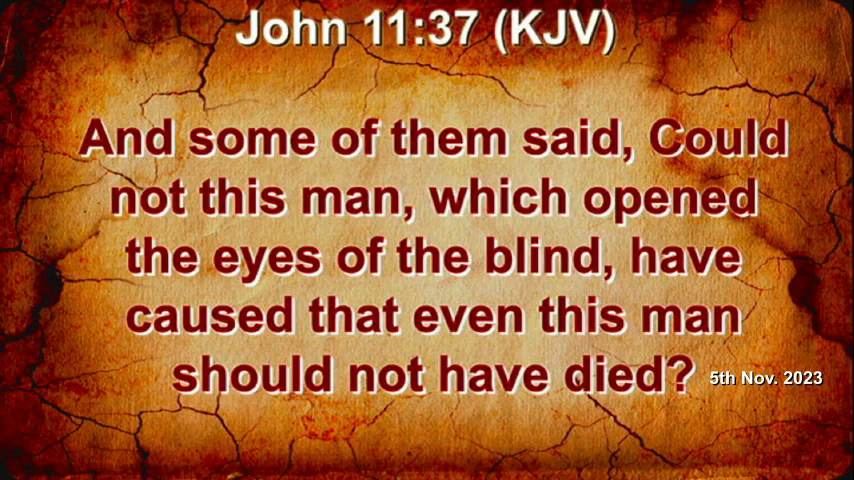 John 11:37 (KJV)
And some of them said, Could
not this man, which opened
the eyes of the blind, have
caused that even this man
should not have died?
5th Nov. 2023